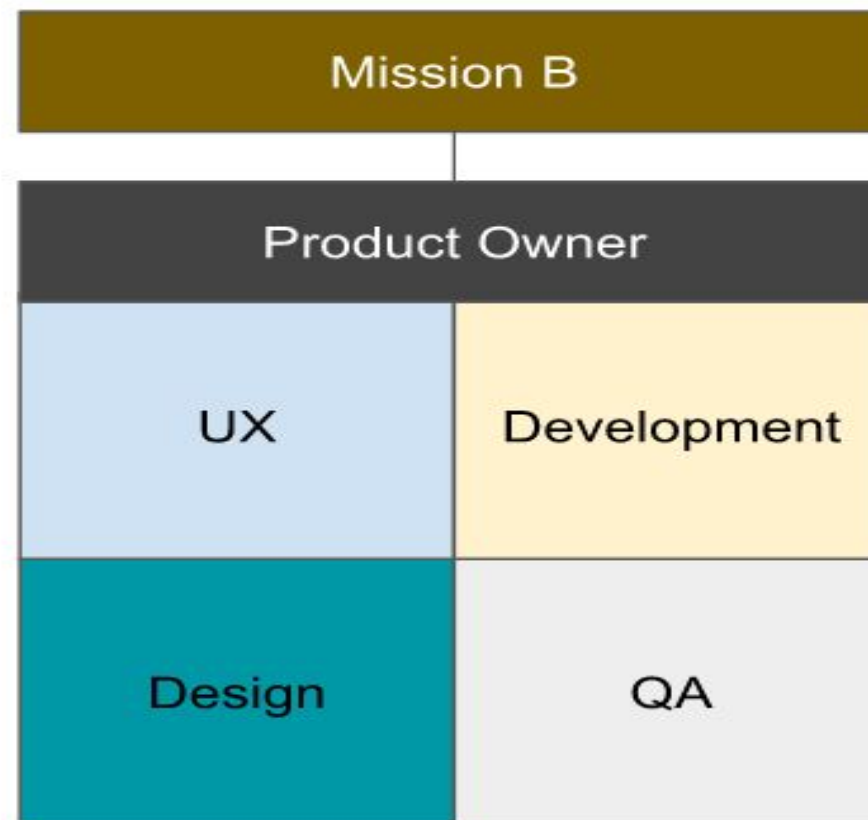 Mission B
Product Owner
UX
Development
Design
QA